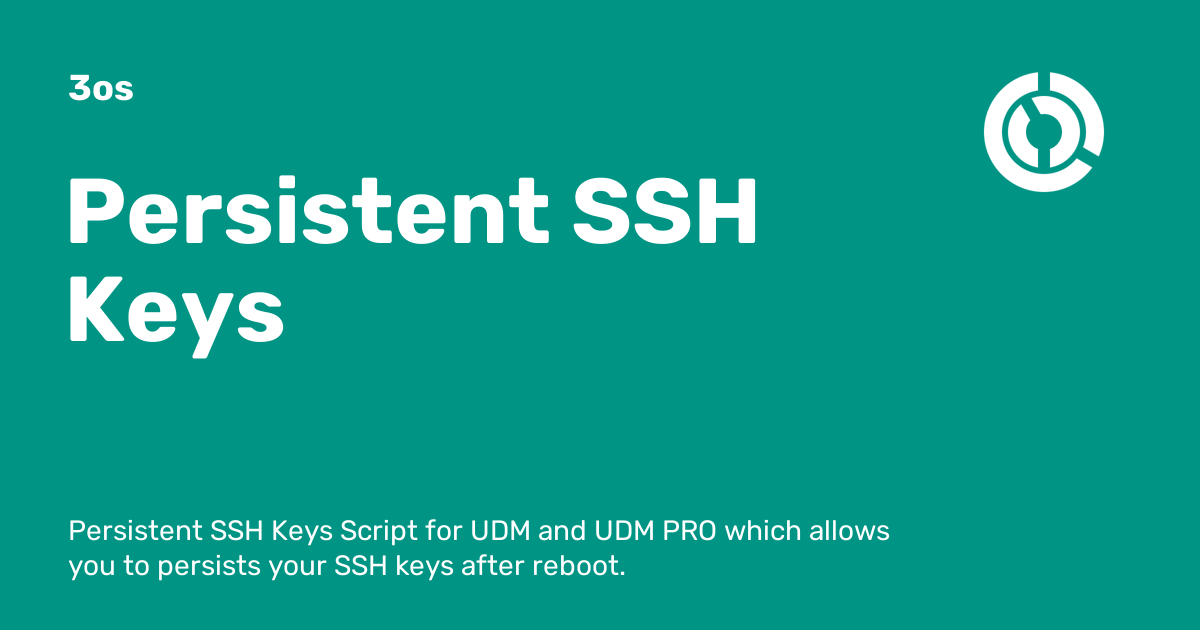 3os
Persistent SSH
Keys
Persistent SSH Keys Script for UDM and UDM PRO which allows
you to persists your SSH keys after reboot.